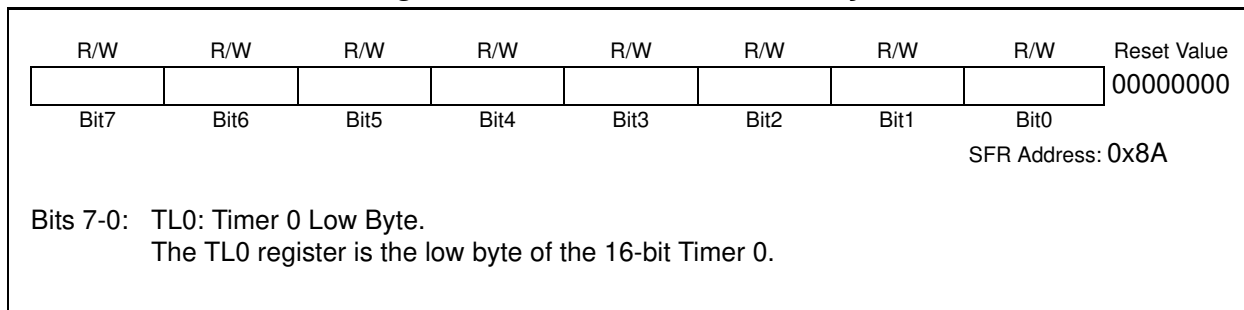 R/W R/W R/W R/W R/W R/W R/W R/W Reset Value
00000000
Bit7 Bit6 Bit5 Bit4 Bit3 Bit2 Bit1 Bit0
SFR Address: 0x8A
Bits 7-0: TL0: Timer 0 Low Byte.
The TL0 register is the low byte of the 16-bit Timer 0.